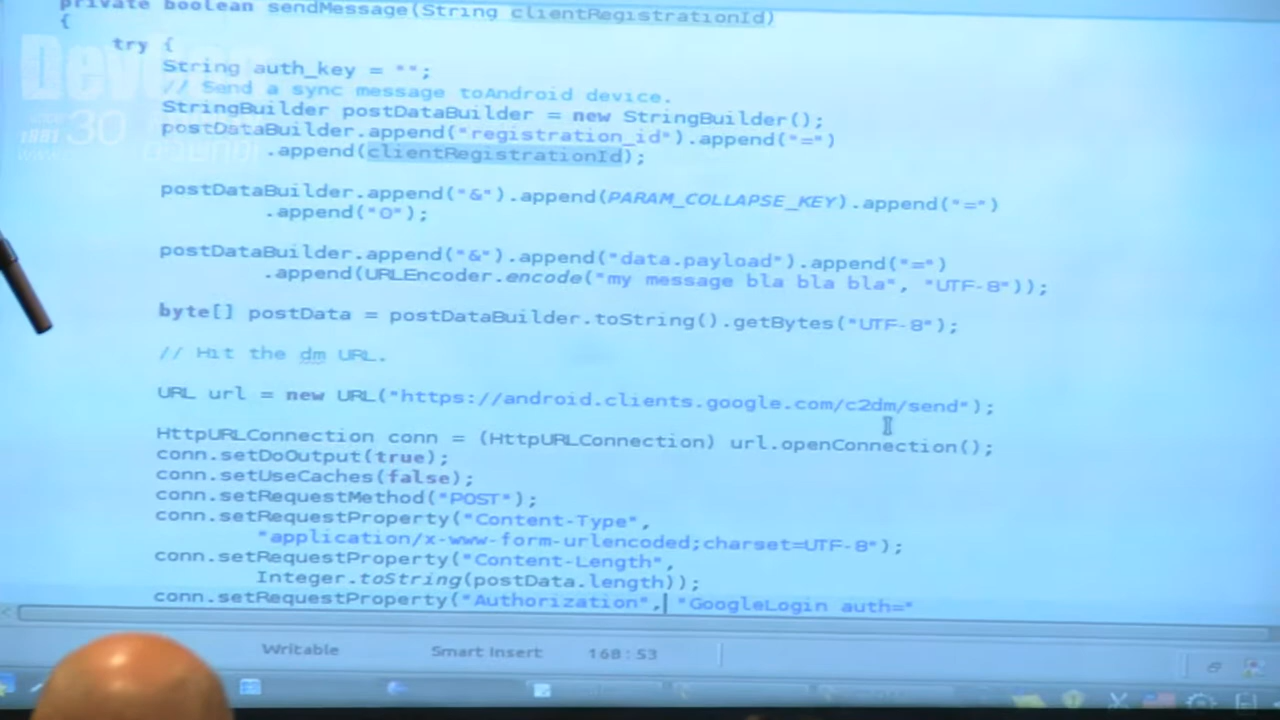 private boolean sendMessage(String clientRegistrationId)
{
try {
String auth_key = "";
// Send a sync message toAndroid device.
StringBuilder postDataBuilder = new StringBuilder();
postDataBuilder.append("registration_id").append("=")
.append(clientRegistrationId);
postDataBuilder.append("&").append(PARAM_COLLAPSE_KEY).append("=")
.append("0");
postDataBuilder.append("&").append("data.payload").append("=")
.append(URLEncoder.encode("my message bla bla bla", "UTF-8"));
byte[] postData = postDataBuilder.toString().getBytes("UTF-8");
// Hit the dm URL.
URL url = new URL("https://android.clients.google.com/c2dm/send");
HttpURLConnection conn = (HttpURLConnection) url.openConnection();
conn.setDoOutput(true);
conn.setUseCaches(false);
conn.setRequestMethod("POST");
conn.setRequestProperty("Content-Type",
"application/x-www-form-urlencoded;charset=UTF-8");
conn.setRequestProperty("Content-Length",
Integer.toString(postData.length));
conn.setRequestProperty("Authorization", "GoogleLogin auth="
Writable Smart Insert 168:53
30